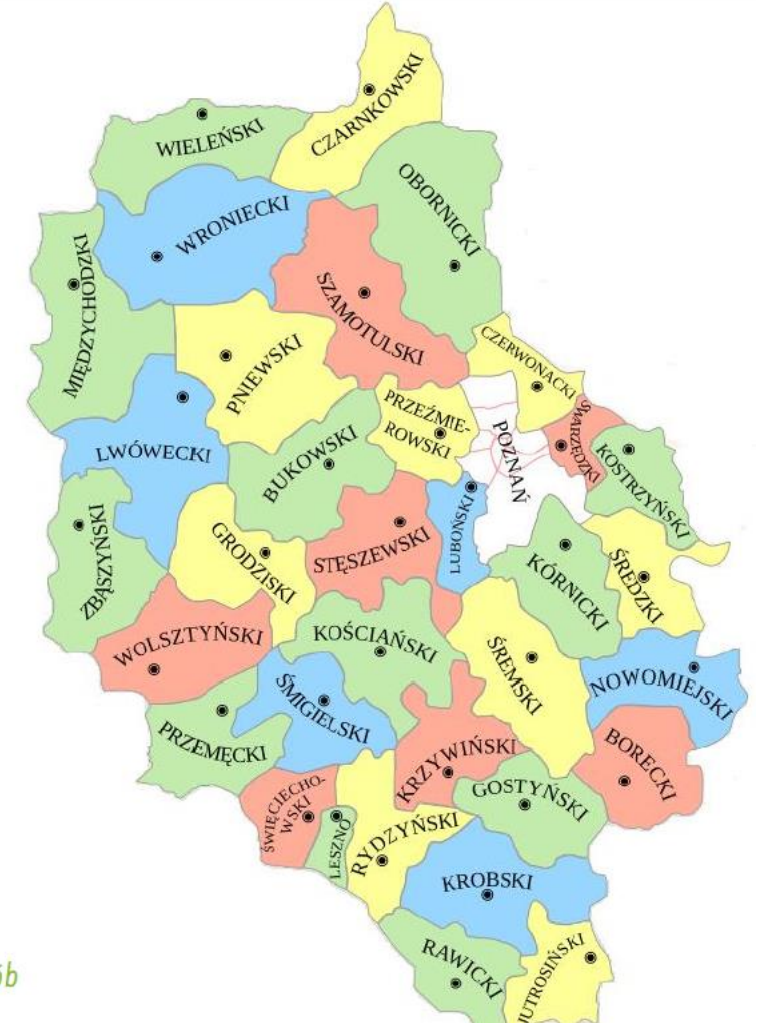 CZARNKOWSKI
WIELEŃSKI
OBORNICKI
WRONIECKI
MIĘDZYCHODZKI
SZAMOTULSKI
PNIEWSKI
CZERWONACKI
PRZEŹMIE-
ROWSKI
POZNAŃ
SWARZĘDZKI
KOSTRZYŃSKI
LWÓWECKI
BUKOWSKI
ZBĄSZYŃSKI
GRODZISKI
STĘSZEWSKI
LUBOŃSKI
KÓRNICKI
ŚREDZKI
WOLSZTYŃSKI
KOŚCIAŃSKI
ŚREMSKI
NOWOMIEJSKI
ŚMIGIELSKI
PRZEMĘCKI
KRZYWIŃSKI
BORECKI
GOSTYŃSKI
ŚWIĘCIECHO-
WSKI
LESZNO
RYDZYŃSKI
KROBSKI
RAWICKI
JUTROSIŃSKI